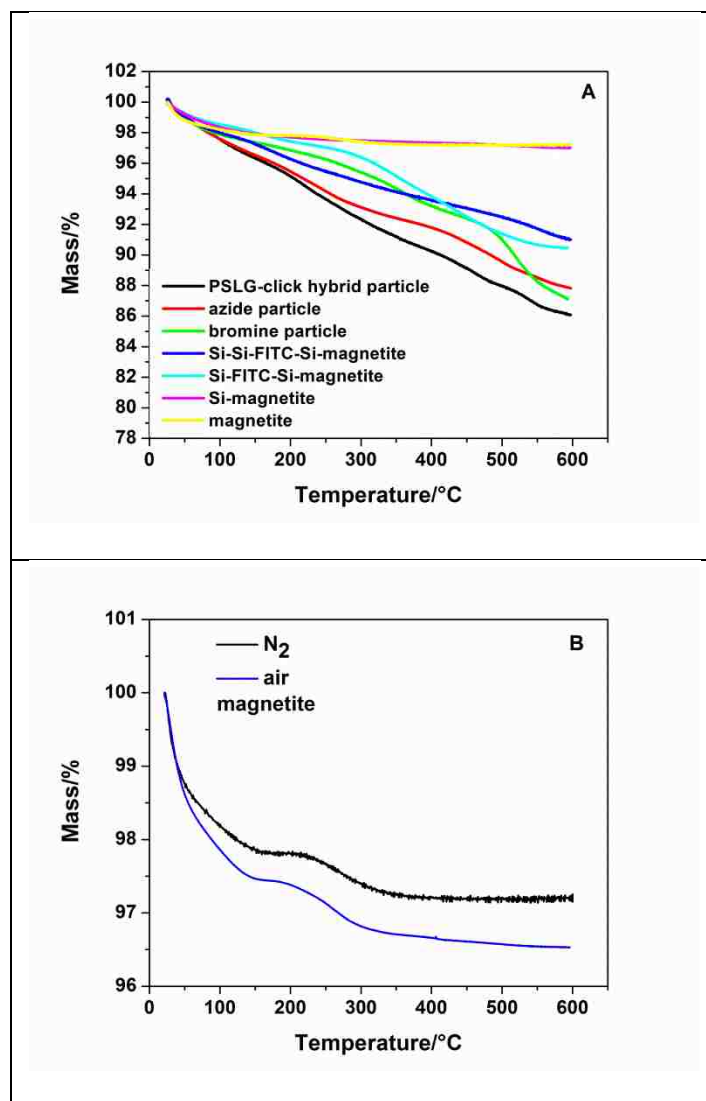 102
A
100
98
96
94
92
90
88
86
84
82
80
78
Mass/%
PSLG-click hybrid particle
azide particle
bromine particle
Si-Si-FITC-Si-magnetite
Si-FITC-Si-magnetite
Si-magnetite
magnetite
0 100 200 300 400 500 600
Temperature/°C
101
N2
B
air
magnetite
100
99
98
97
96
Mass/%
0 100 200 300 400 500 600
Temperature/°C